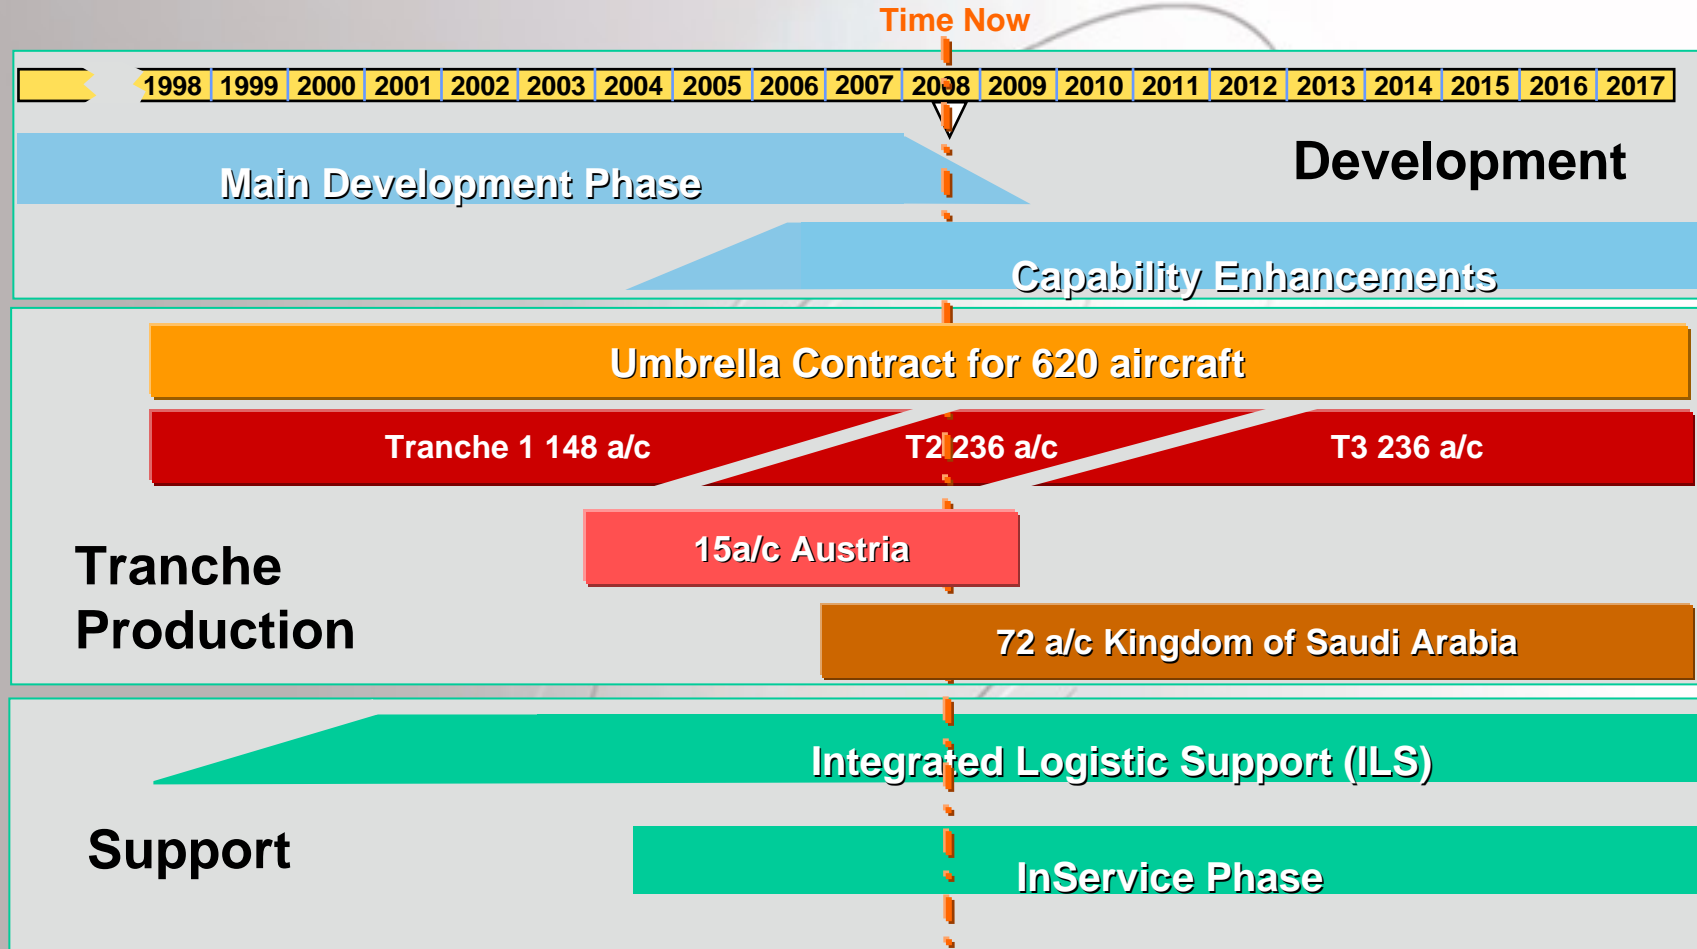 Time Now
1998 1999 2000 2001 2002 2003 2004 2005 2006 2007 2008 2009 2010 2011 2012 2013 2014 2015 2016 2017
Development
Main Development Phase
Capability Enhancements
Umbrella Contract for 620 aircraft
Tranche 1 148 a/c T2 236 a/c T3 236 a/c
15a/c Austria
Tranche
Production
72 a/c Kingdom of Saudi Arabia
Integrated Logistic Support (ILS)
Support
InService Phase